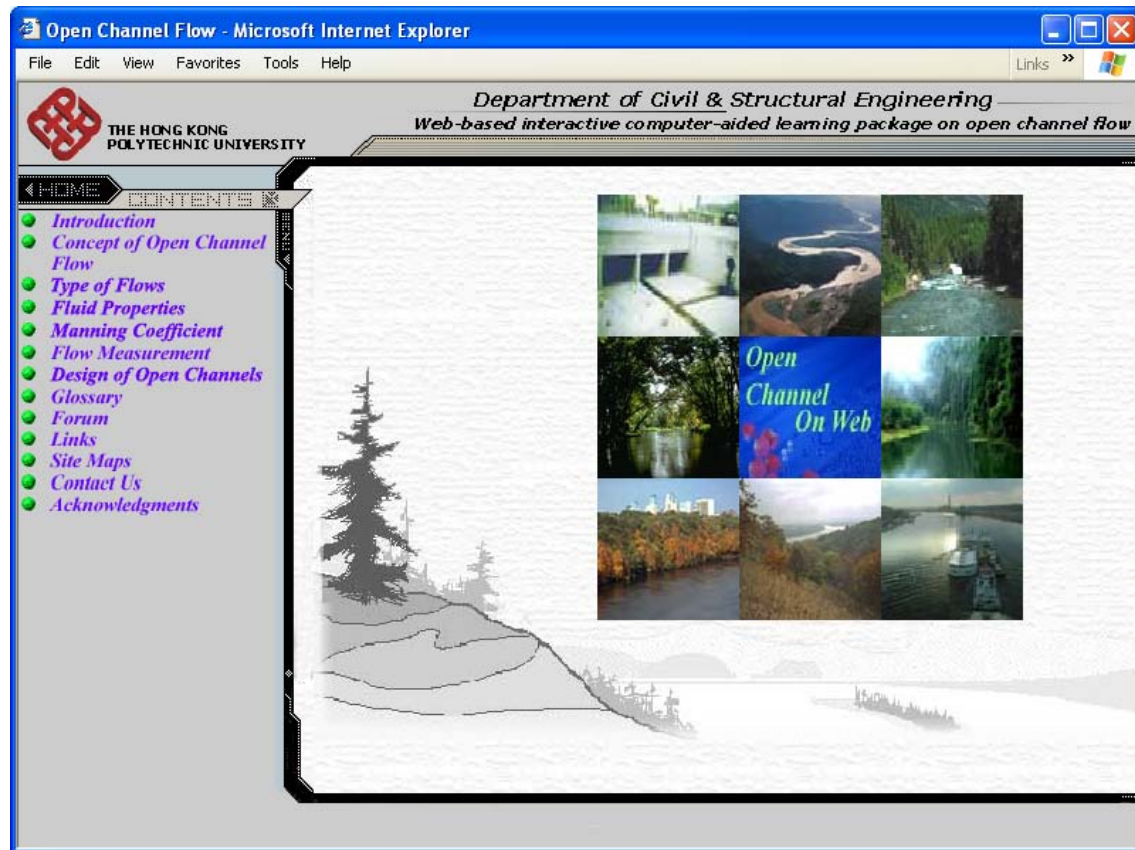 Open Channel Flow - Microsoft Internet Explorer
File Edit View Favorites Tools Help
Links »
THE HONG KONG
POLYTECHNIC UNIVERSITY
Department of Civil & Structural Engineering
Web-based interactive computer-aided learning package on open channel flow
HOME
CONTENTS
MENU
Introduction
Concept of Open Channel
Flow
Type of Flows
Fluid Properties
Manning Coefficient
Flow Measurement
Design of Open Channels
Glossary
Forum
Links
Site Maps
Contact Us
Acknowledgments
Open
Channel
On Web